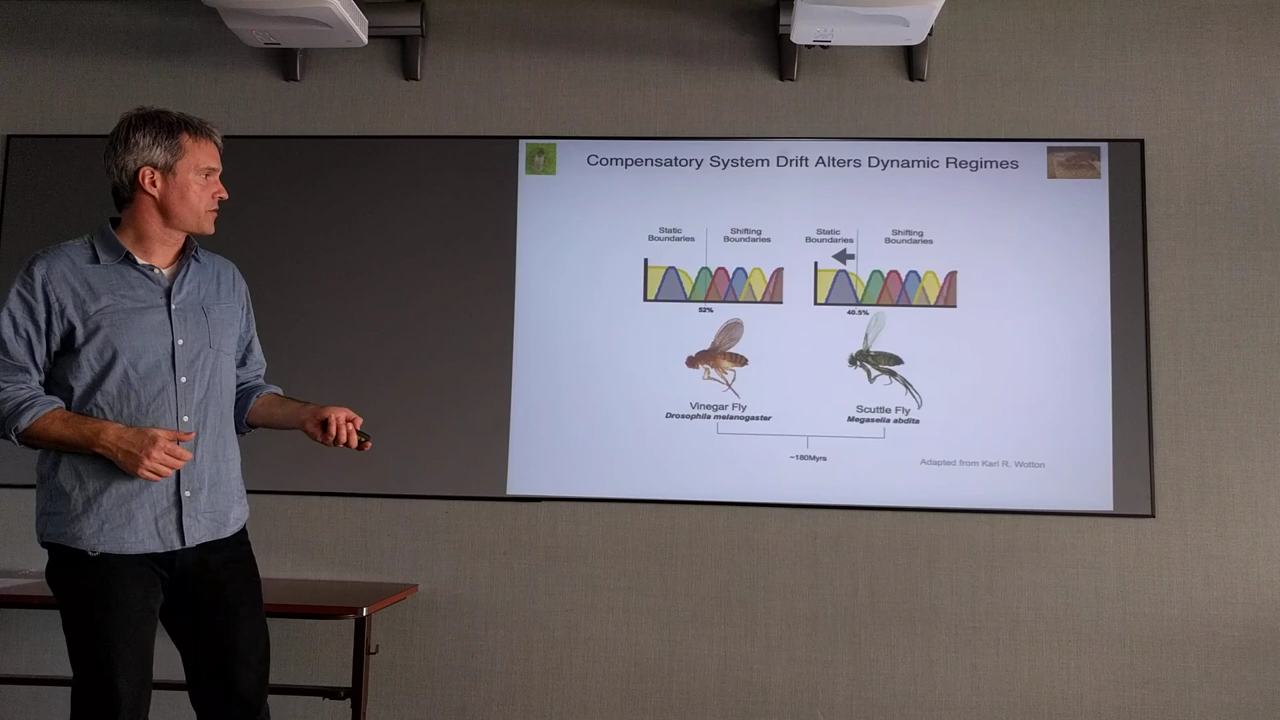 Compensatory System Drift Alters Dynamic Regimes
Static
Boundaries
Shifting
Boundaries
Static
Boundaries
Shifting
Boundaries
52%
40.5%
Vinegar Fly
Drosophila melanogaster
Scuttle Fly
Megaselia abdita
~180Myrs
Adapted from Karl R. Wotton